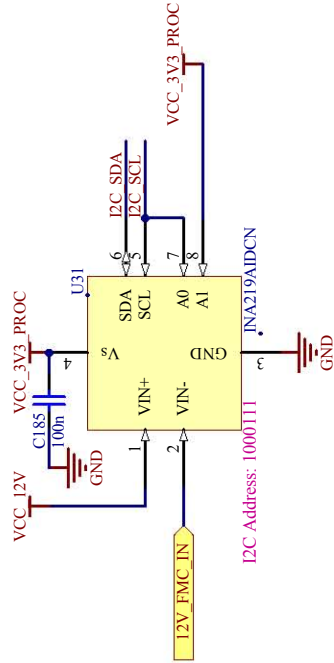 VCC_3V3_PROC
I2C_SDA
I2C_SCL
6
5
7
8
U31
SDA
SCL
A0
A1
INA219AIDCN
VCC_3V3_PROC
4
Vs
GND
3
GND
C185
100n
GND
VIN+
VIN-
1
2
I2C Address: 1000111
VCC_12V
12V_FMC_IN